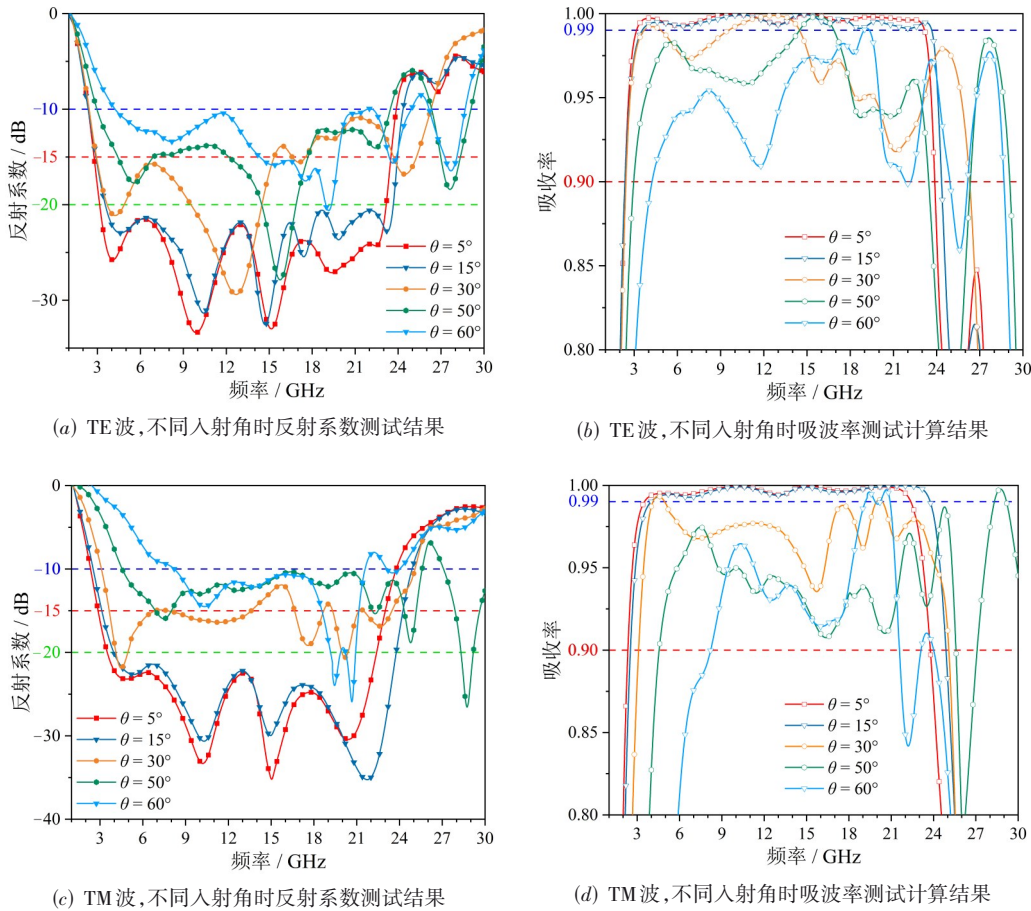 0
−10
−15
−20
−30
反射系数 / dB
θ = 5°
θ = 15°
θ = 30°
θ = 50°
θ = 60°
3 6 9 12 15 18 21 24 27 30
频率 / GHz
(a) TE波,不同入射角时反射系数测试结果
1.00
0.99
0.95
0.90
0.85
0.80
吸收率
θ = 5°
θ = 15°
θ = 30°
θ = 50°
θ = 60°
3 6 9 12 15 18 21 24 27 30
频率 / GHz
(b) TE波,不同入射角时吸波率测试计算结果
0
−10
−15
−20
−30
−40
反射系数 / dB
θ = 5°
θ = 15°
θ = 30°
θ = 50°
θ = 60°
3 6 9 12 15 18 21 24 27 30
频率 / GHz
(c) TM波,不同入射角时反射系数测试结果
1.00
0.99
0.95
0.90
0.85
0.80
吸收率
θ = 5°
θ = 15°
θ = 30°
θ = 50°
θ = 60°
3 6 9 12 15 18 21 24 27 30
频率 / GHz
(d) TM波,不同入射角时吸波率测试计算结果